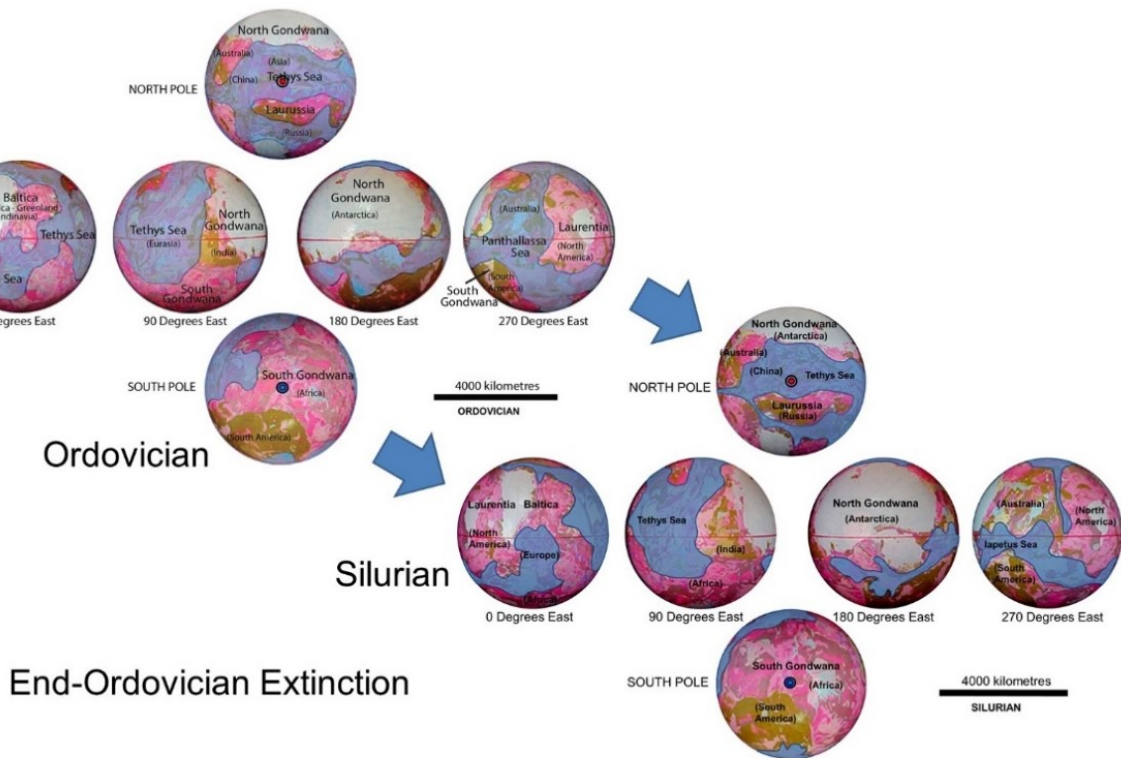 North Gondwana
(Australia)
(Asia)
(China)
Tethys Sea
NORTH POLE
Laurussia
(Russia)
Baltica
Tethys Sea
Sea
Tethys Sea
(Eurasia)
North
Gondwana
(India)
South
Gondwana
90 Degrees East
North
Gondwana
(Antarctica)
180 Degrees East
(Australia)
Laurentia
Panthallassa
Sea
(North
America)
(South
America)
South
Gondwana
270 Degrees East
SOUTH POLE
South Gondwana
(Africa)
(South America)
4000 kilometres
ORDOVICIAN
Ordovician
North Gondwana
(Antarctica)
(Australia)
(China)
Tethys Sea
NORTH POLE
Laurussia
(Russia)
Laurentia
Baltica
(North
America)
(Europe)
(Africa)
0 Degrees East
Tethys Sea
(India)
(Africa)
90 Degrees East
North Gondwana
(Antarctica)
180 Degrees East
(Australia)
(North
America)
Iapetus Sea
(South
America)
270 Degrees East
Silurian
SOUTH POLE
South Gondwana
(Africa)
(South
America)
4000 kilometres
SILURIAN
End-Ordovician Extinction